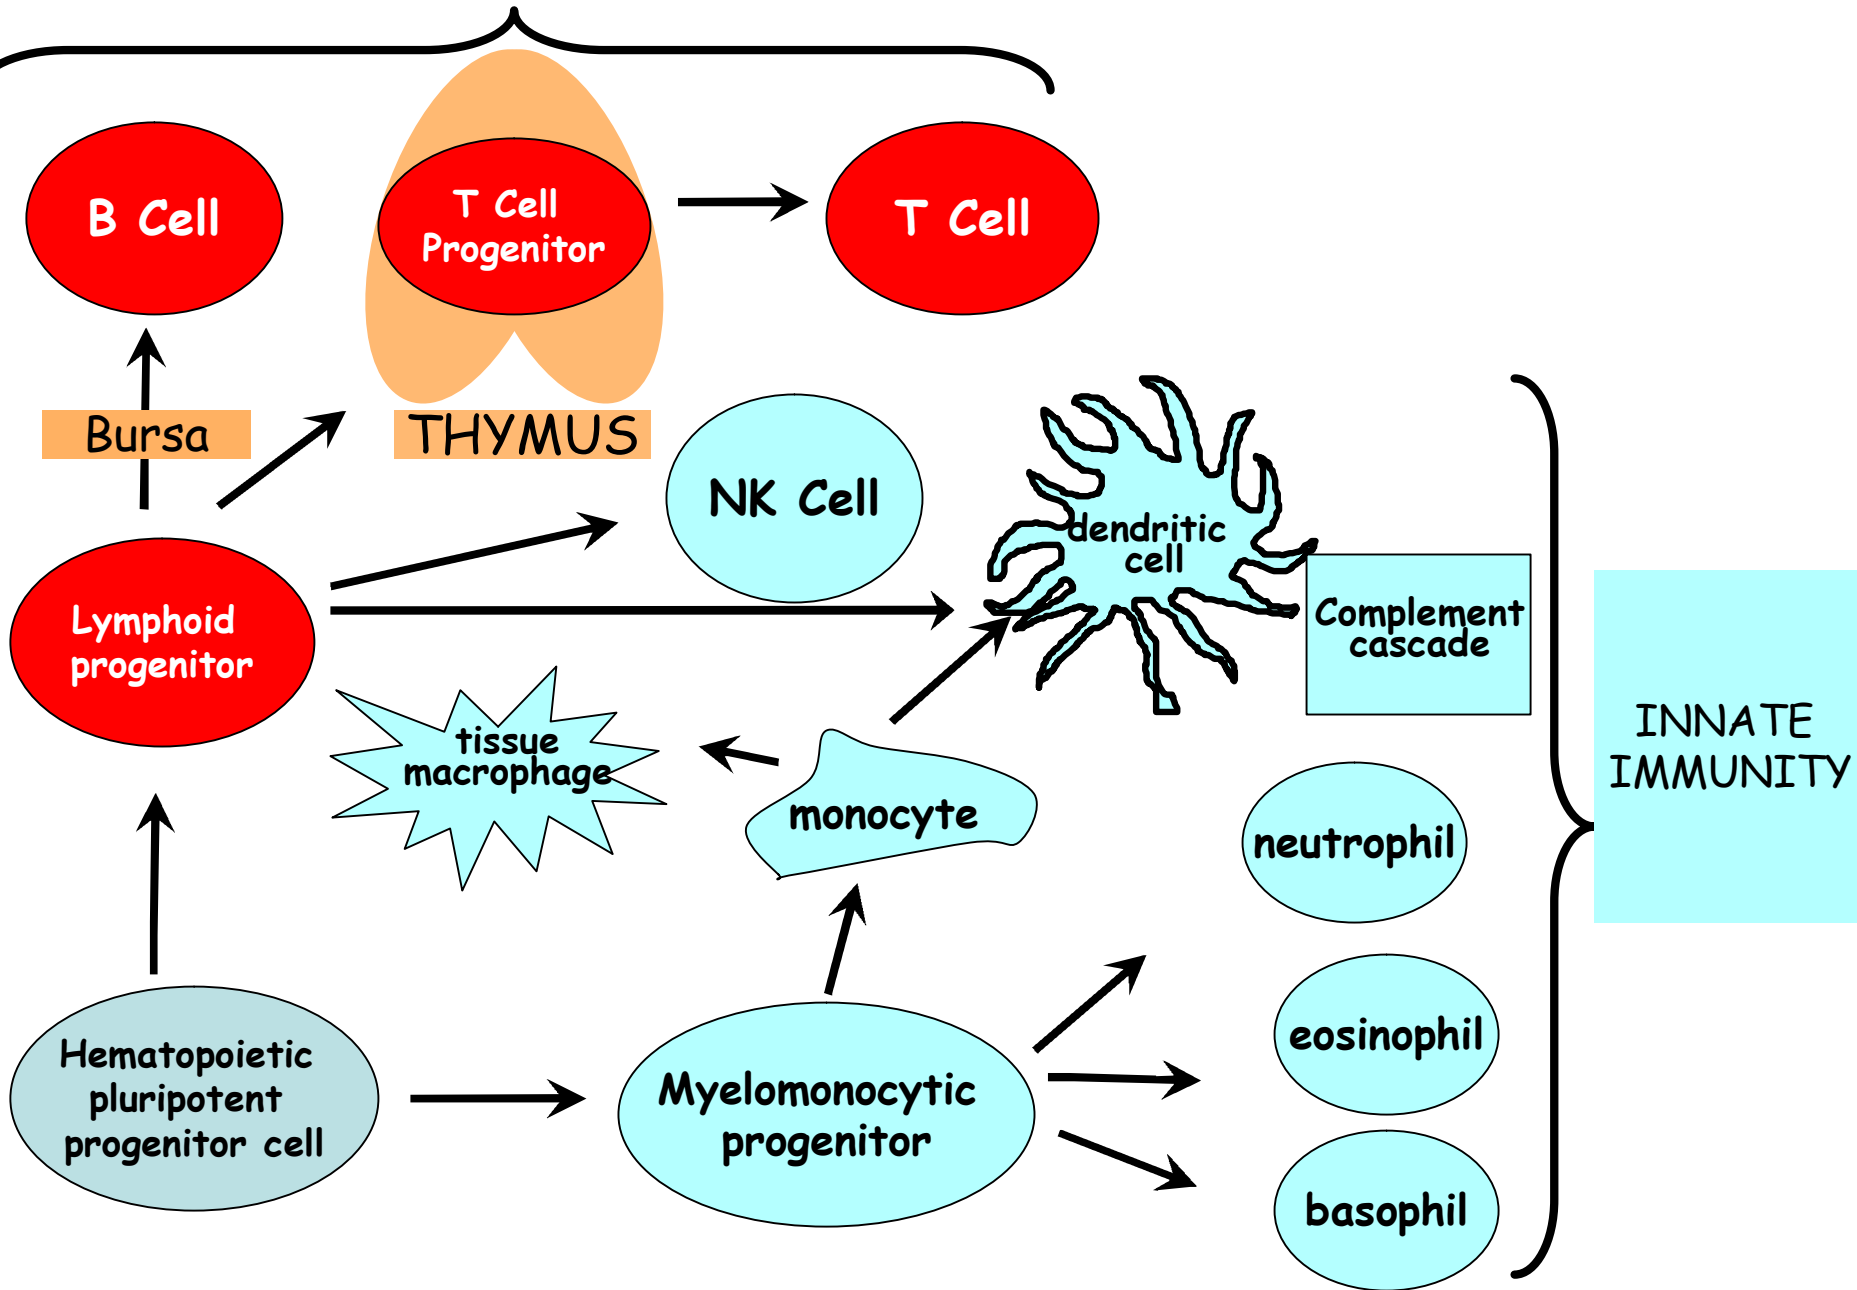 B Cell
T Cell
Progenitor
T Cell
Bursa
THYMUS
NK Cell
dendritic
cell
Lymphoid
progenitor
Complement
cascade
tissue
macrophage
monocyte
INNATE
IMMUNITY
neutrophil
Hematopoietic
pluripotent
progenitor cell
Myelomonocytic
progenitor
eosinophil
basophil